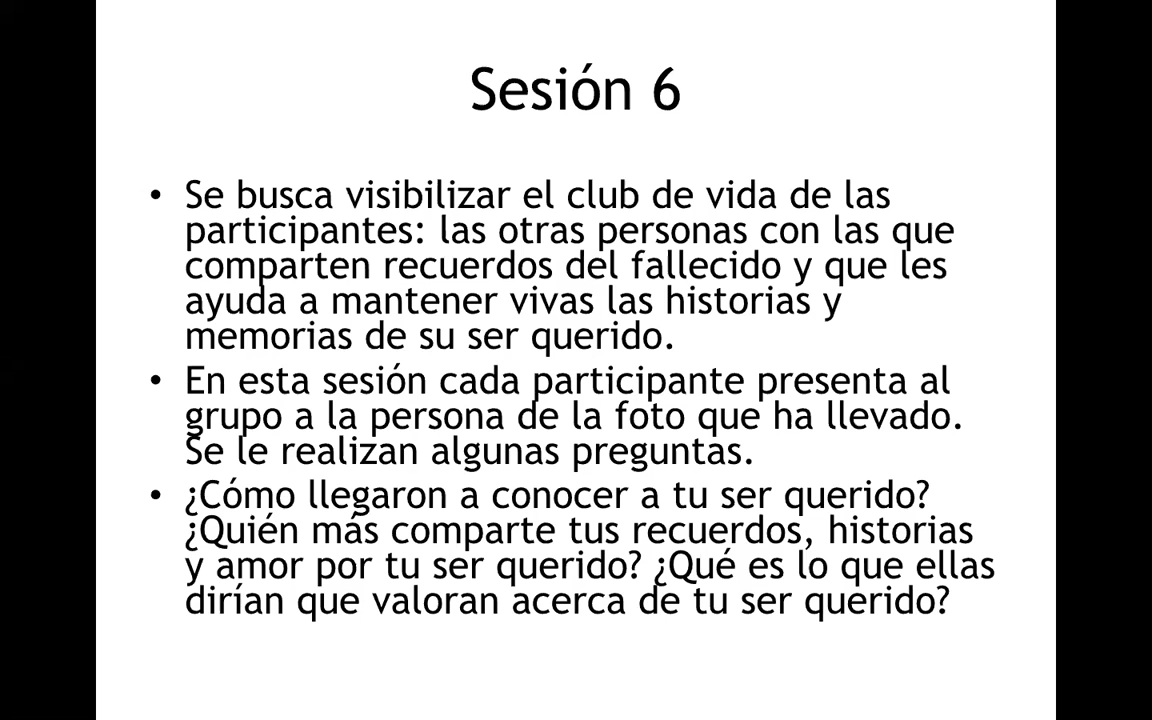 Sesión 6
• Se busca visibilizar el club de vida de las
participantes: las otras personas con las que
comparten recuerdos del fallecido y que les
ayuda a mantener vivas las historias y
memorias de su ser querido.
• En esta sesión cada participante presenta al
grupo a la persona de la foto que ha llevado.
Se le realizan algunas preguntas.
• ¿Cómo llegaron a conocer a tu ser querido?
¿Quién más comparte tus recuerdos, historias
y amor por tu ser querido? ¿Qué es lo que ellas
dirían que valoran acerca de tu ser querido?